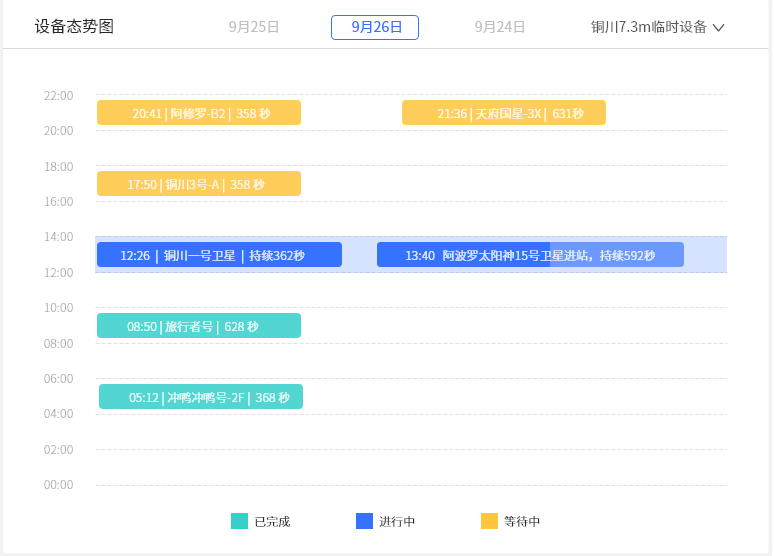 设备态势图 9月25日 9月26日 9月24日 铜川7.3m临时设备
22:00
20:41 | 阿修罗-B2 | 358 秒 21:36 | 天府国星-3X | 631秒
20:00
18:00
17:50 | 铜川3号-A | 358 秒
16:00
14:00
12:26 | 铜川一号卫星 | 持续362秒 13:40 阿波罗太阳神15号卫星进站，持续592秒
12:00
10:00
08:50 | 旅行者号 | 628 秒
08:00
06:00
05:12 | 冲鸭冲鸭号-2F | 368 秒
04:00
02:00
00:00
已完成 进行中 等待中